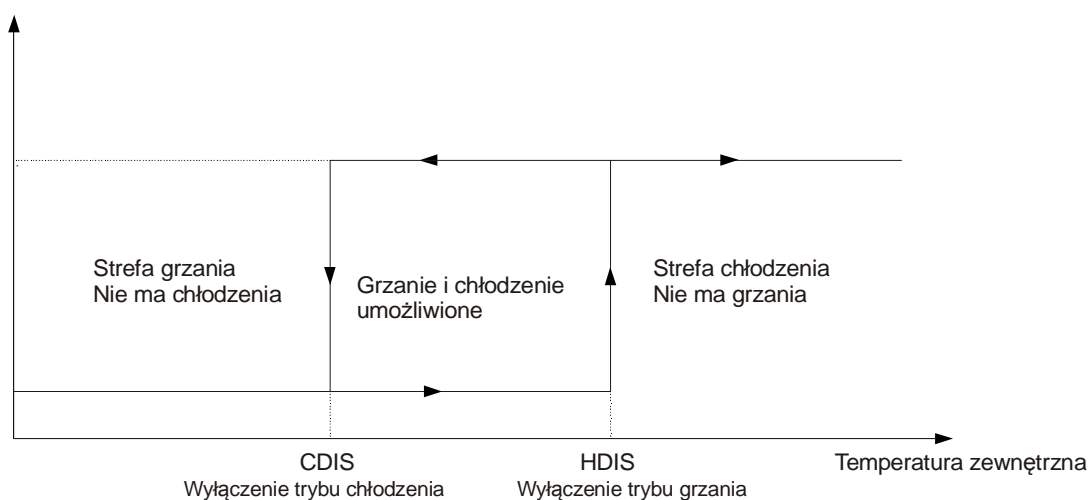 Strefa grzania
Nie ma chłodzenia
Grzanie i chłodzenie
umożliwione
Strefa chłodzenia
Nie ma grzania
CDIS
Wyłączenie trybu chłodzenia
HDIS
Wyłączenie trybu grzania
Temperatura zewnętrzna